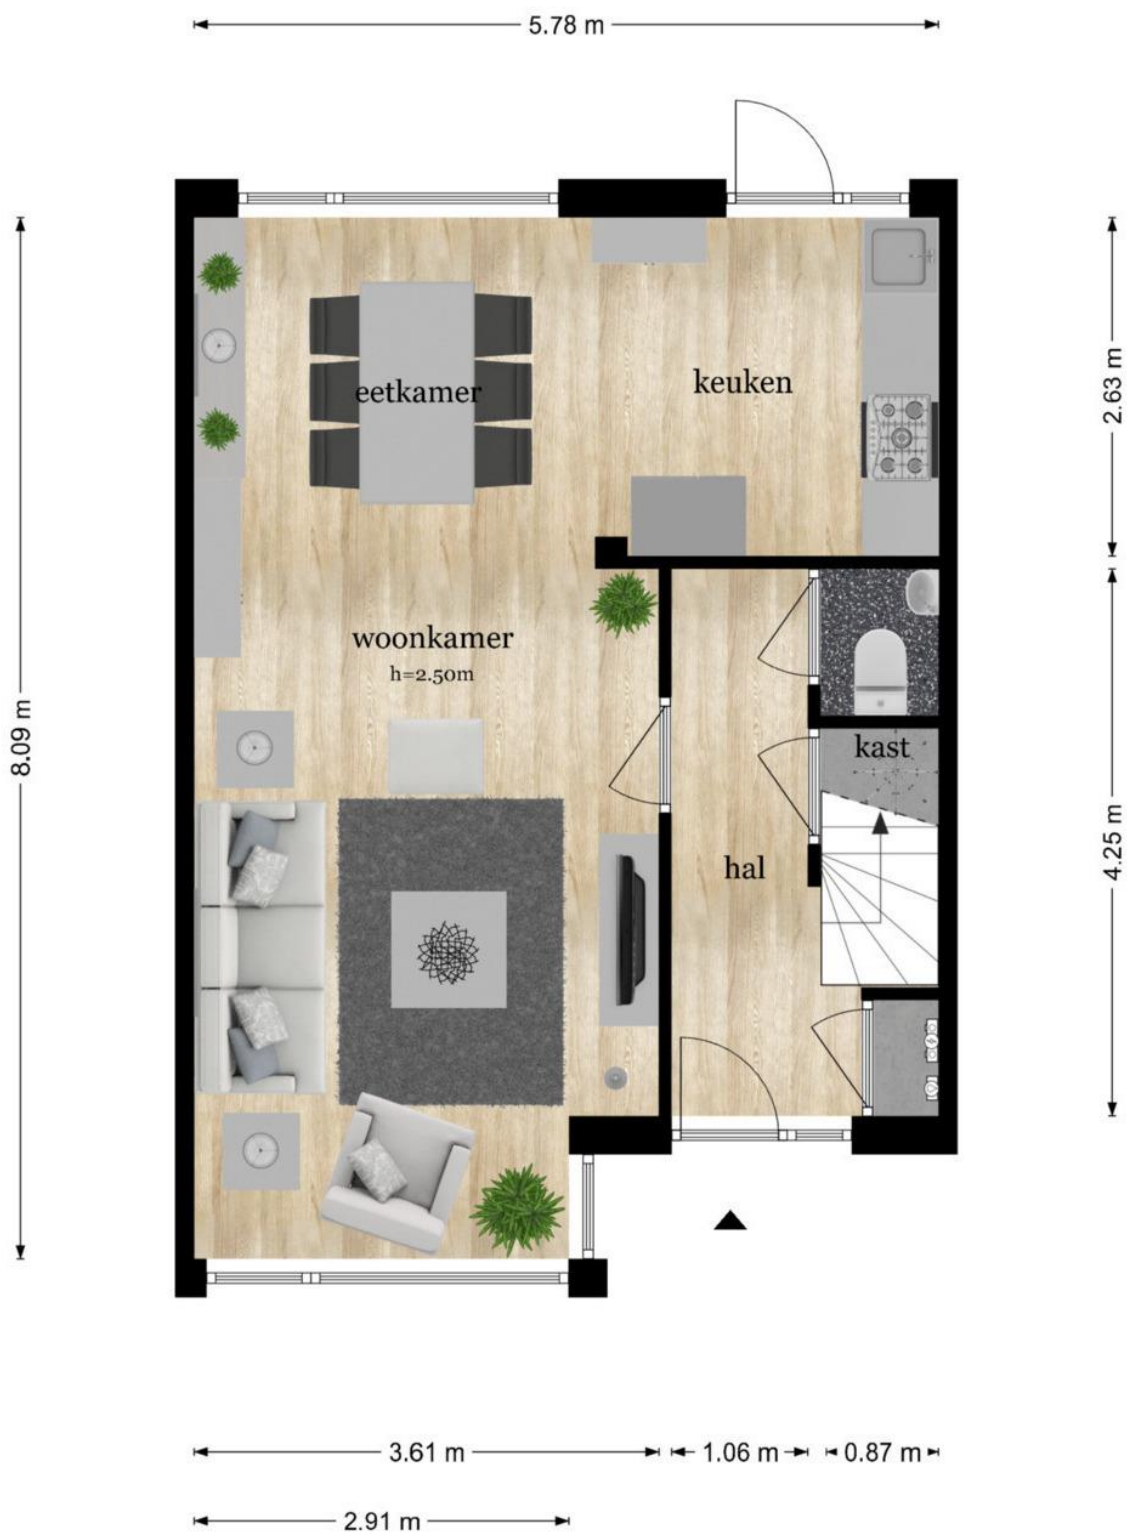 5.78 m
eetkamer
keuken
2.63 m
woonkamer
h=2.50m
8.09 m
kast
4.25 m
hal
3.61 m
1.06 m
0.87 m
2.91 m